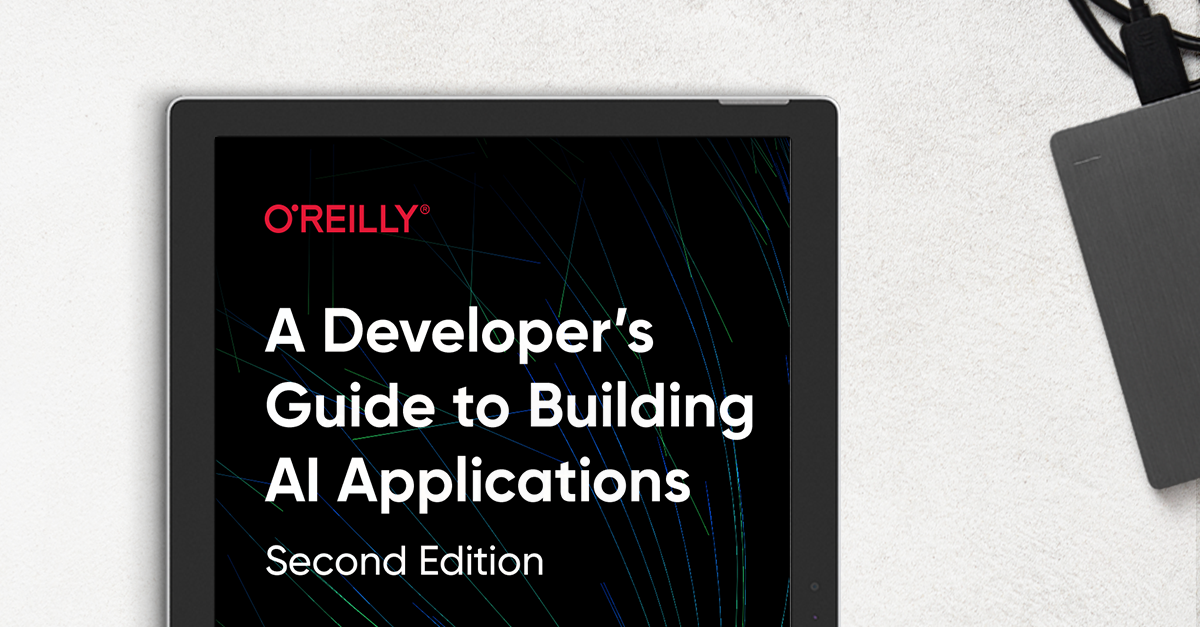 O'REILLY®
A Developer's
Guide to Building
AI Applications
Second Edition